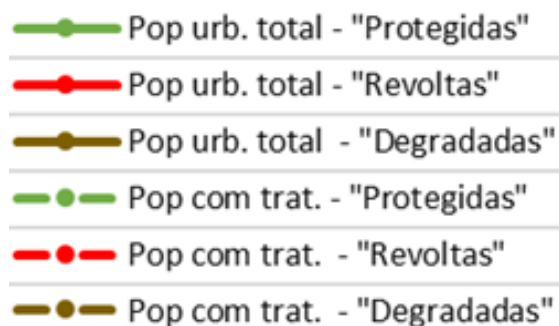 Pop urb. total - "Protegidas"
Pop urb. total - "Revoltas"
Pop urb. total - "Degradadas"
Pop com trat. - "Protegidas"
Pop com trat. - "Revoltas"
Pop com trat. - "Degradadas"